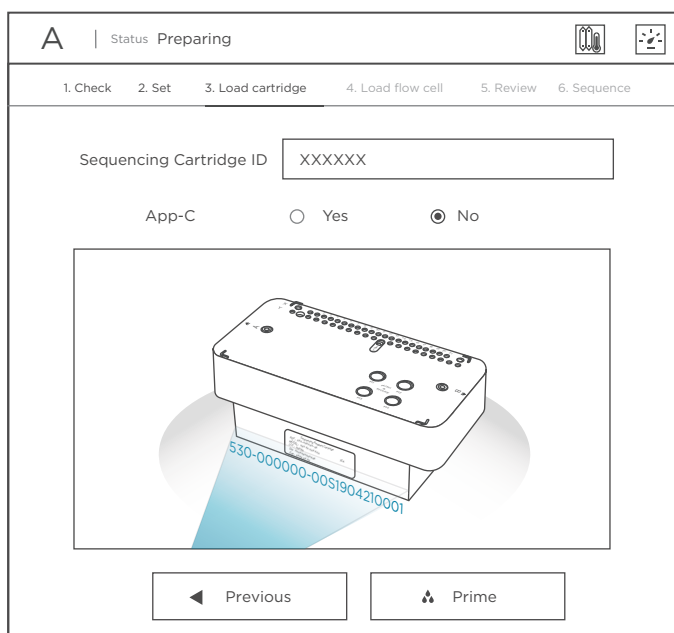 A | Status Preparing
1. Check 2. Set 3. Load cartridge 4. Load flow cell 5. Review 6. Sequence
Sequencing Cartridge ID XXXXXX
App-C Yes No
530-000000-00S1904210001
Previous Prime